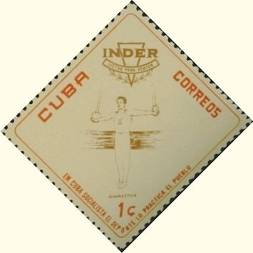 INDER
CUBA
CORREOS
GIMNASTICA
1c
EN CUBA SOCIALISTA EL DEPORTE LO PRACTICA EL PUEBLO